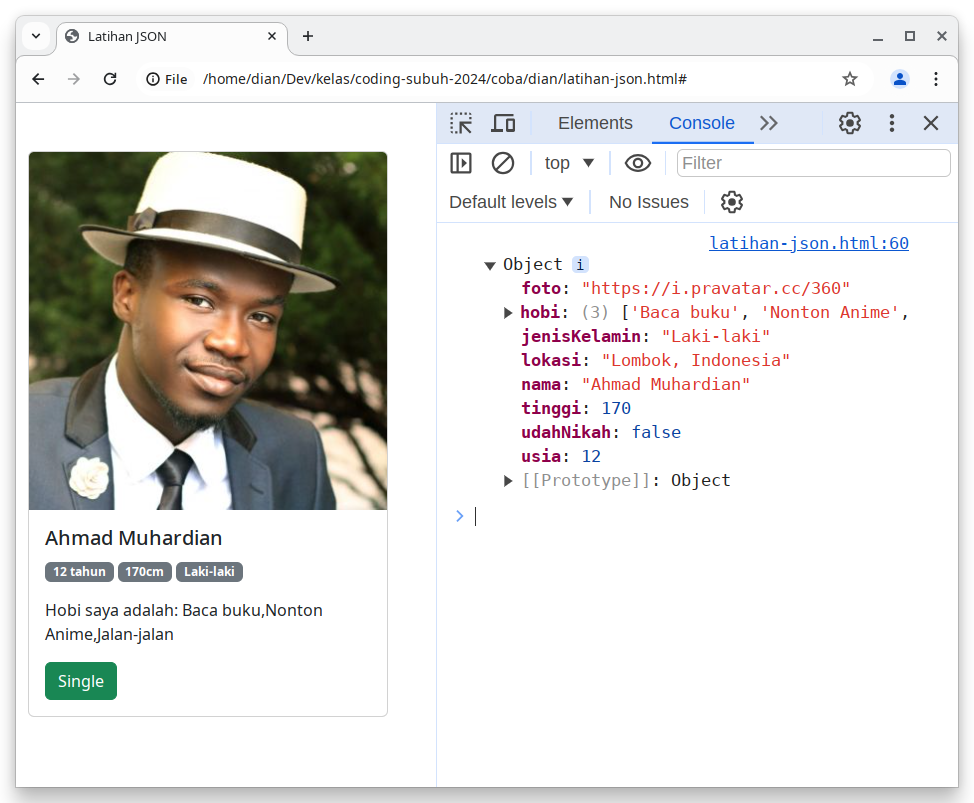 Latihan JSON
File /home/dian/Dev/kelas/coding-subuh-2024/coba/dian/latihan-json.html#
Elements Console
top Filter
Default levels No Issues
latihan-json.html:60
Object i
foto: "https://i.pravatar.cc/360"
hobi: (3) ['Baca buku', 'Nonton Anime',
jenisKelamin: "Laki-laki"
lokasi: "Lombok, Indonesia"
nama: "Ahmad Muhardian"
tinggi: 170
udahNikah: false
usia: 12
[[Prototype]]: Object
Ahmad Muhardian
12 tahun 170cm Laki-laki
Hobi saya adalah: Baca buku,Nonton
Anime,Jalan-jalan
Single